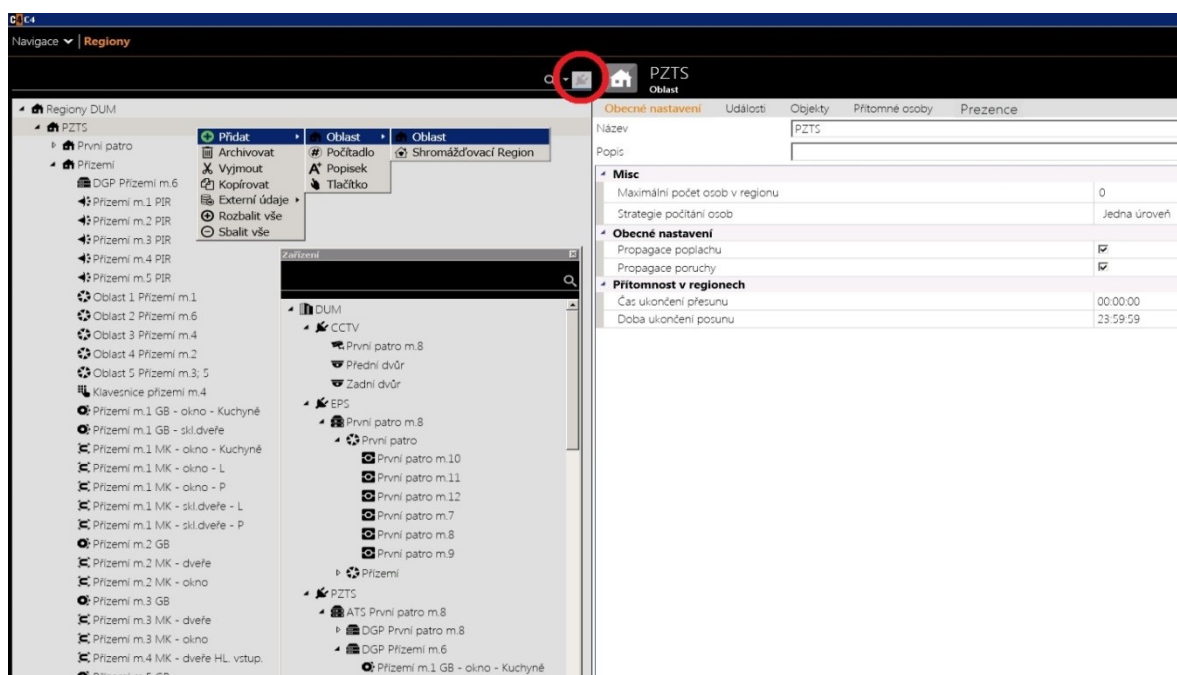 C4 C4
Navigace | Regiony
PZTS
Oblast
Regiony DUM
PZTS
První patro
Přízemí
DGP Přízemí m.6
Přízemí m.1 PIR
Přízemí m.2 PIR
Přízemí m.3 PIR
Přízemí m.4 PIR
Přízemí m.5 PIR
Oblast 1 Přízemí m.1
Oblast 2 Přízemí m.6
Oblast 3 Přízemí m.4
Oblast 4 Přízemí m.2
Oblast 5 Přízemí m.3; 5
Klavesnice přizemi m.4
Přízemí m.1 GB - okno - Kuchyně
Přízemí m.1 GB - skl.dveře
Přízemí m.1 MK - okno - Kuchyně
Přízemí m.1 MK - okno - L
Přízemí m.1 MK - okno - P
Přízemí m.1 MK - skl.dveře - L
Přízemí m.1 MK - skl.dveře - P
Přízemí m.2 GB
Přízemí m.2 MK - dveře
Přízemí m.2 MK - okno
Přízemí m.3 GB
Přízemí m.3 MK - dveře
Přízemí m.3 MK - okno
Přízemí m.4 MK - dveře HL. vstup.
Přidat
Archivovat
Vyjmout
Kopírovat
Externí údaje
Rozbalit vše
Sbalit vše
Oblast
Počítadlo
Popisek
Tlačítko
Oblast
Shromážďovací Region
Zařízení
DUM
CCTV
První patro m.8
Přední dvůr
Zadní dvůr
EPS
První patro m.8
První patro
První patro m.10
První patro m.11
První patro m.12
První patro m.7
První patro m.8
První patro m.9
Přízemí
PZTS
ATS První patro m.8
DGP První patro m.8
DGP Přízemí m.6
Přízemí m.1 GB - okno - Kuchyně
Obecné nastavení Události Objekty Přítomné osoby Prezence
Název PZTS
Popis
Misc
Maximální počet osob v regionu 0
Strategie počítání osob Jedna úroveň
Obecné nastavení
Propagace poplachu
Propagace poruchy
Přítomnost v regionech
Čas ukončení přesunu 00:00:00
Doba ukončení posunu 23:59:59